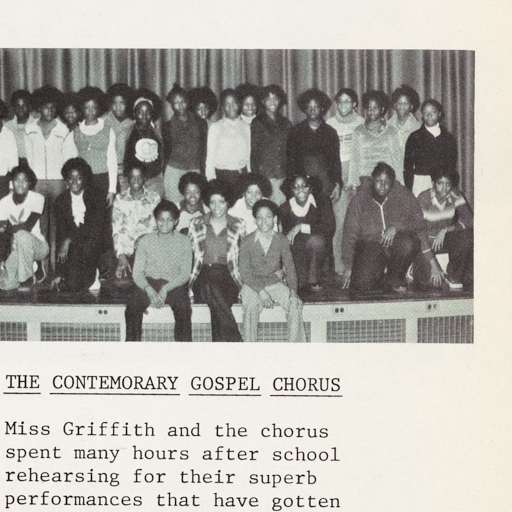 THE CONTEMORARY GOSPEL CHORUS
Miss Griffith and the chorus
spent many hours after school
rehearsing for their superb
performances that have gotten